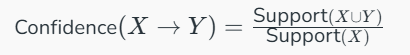 Confidence(X → Y) = Support(X∪Y) / Support(X)